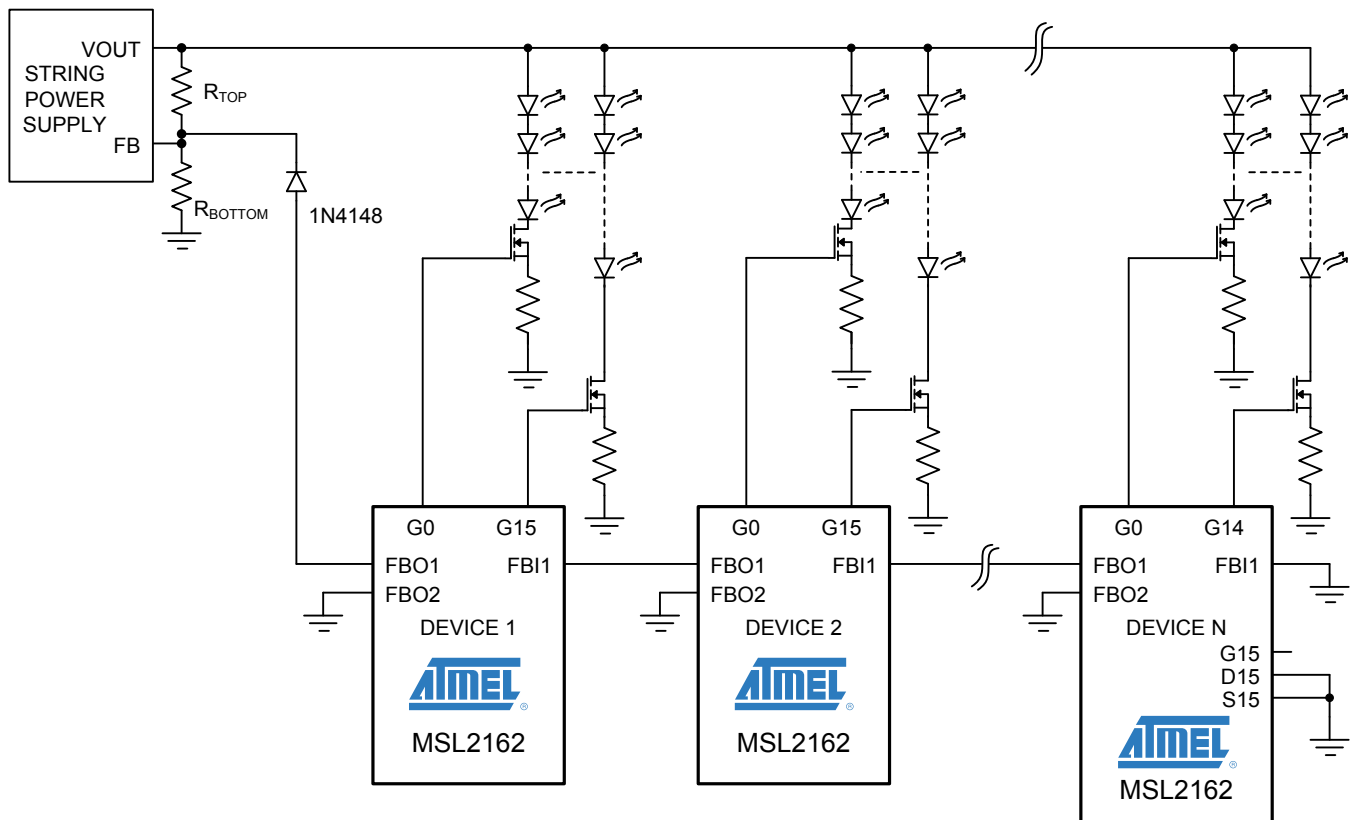 VOUT
STRING
POWER
SUPPLY
FB
RTOP
RBOTTOM
1N4148
G0
G15
FBO1
FBI1
FBO2
DEVICE 1
ATMEL
®
MSL2162
G0
G15
FBO1
FBI1
FBO2
DEVICE 2
ATMEL
®
MSL2162
G0
G14
FBO1
FBI1
FBO2
DEVICE N
G15
D15
S15
ATMEL
®
MSL2162